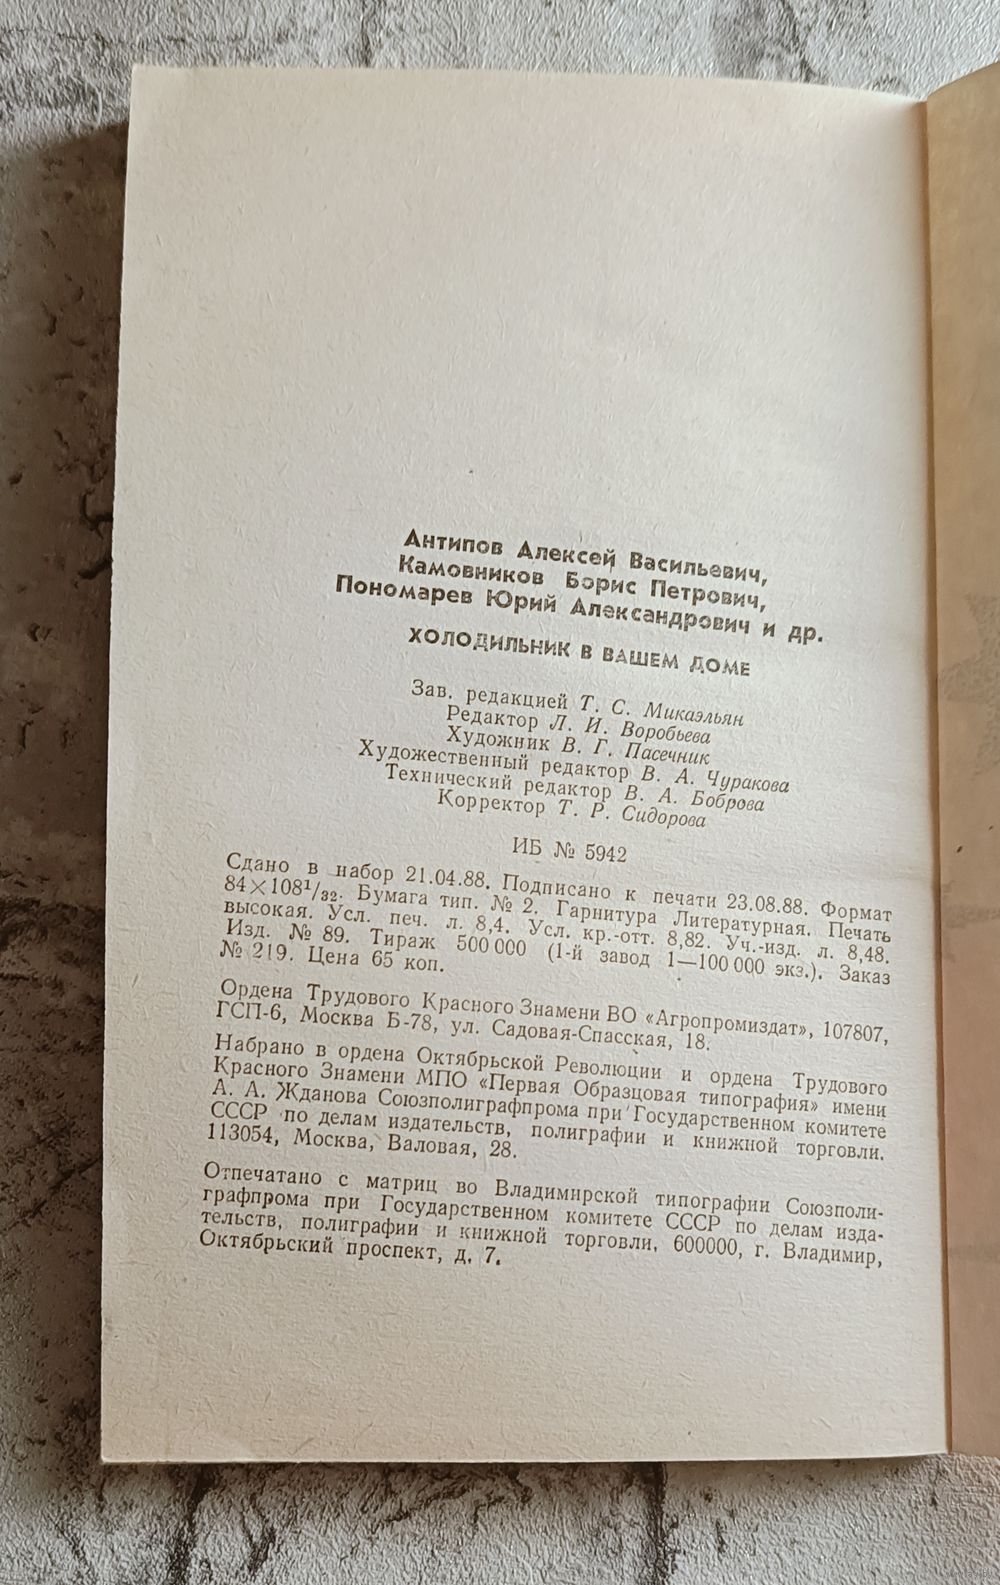 Антипов Алексей Васильевич,
Камовников Борис Петрович,
Пономарев Юрий Александрович и др.
ХОЛОДИЛЬНИК В ВАШЕМ ДОМЕ
Зав. редакцией Т. С. Микаэльян
Редактор Л. И. Воробьева
Художник В. Г. Пасечник
Художественный редактор В. А. Чуракова
Технический редактор В. А. Боброва
Корректор Т. Р. Сидорова
ИБ № 5942
Сдано в набор 21.04.88. Подписано к печати 23.08.88. Формат
84×108¹/₃₂. Бумага тип. № 2. Гарнитура Литературная. Печать
высокая. Усл. печ. л. 8,4. Усл. кр.-отт. 8,82. Уч.-изд. л. 8,48.
Изд. № 89. Тираж 500 000 (1-й завод 1—100 000 экз.). Заказ
№ 219. Цена 65 коп.
Ордена Трудового Красного Знамени ВО «Агропромиздат», 107807,
ГСП-6, Москва Б-78, ул. Садовая-Спасская, 18.
Набрано в ордена Октябрьской Революции и ордена Трудового
Красного Знамени МПО «Первая Образцовая типография» имени
А. А. Жданова Союзполиграфпрома при Государственном комитете
СССР по делам издательств, полиграфии и книжной торговли.
113054, Москва, Валовая, 28.
Отпечатано с матриц во Владимирской типографии Союзполи-
графпрома при Государственном комитете СССР по делам изда-
тельств, полиграфии и книжной торговли. 600000, г. Владимир,
Октябрьский проспект, д. 7.